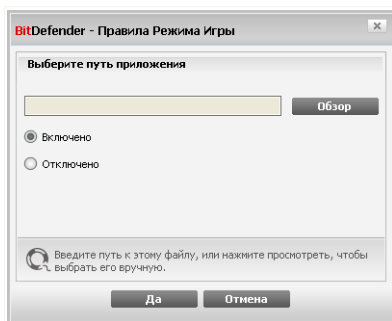 BitDefender - Правила Режима Игры
Выберите путь приложения
Обзор
Включено
Отключено
Введите путь к этому файлу, или нажмите просмотреть, чтобы
выбрать его вручную.
Да
Отмена